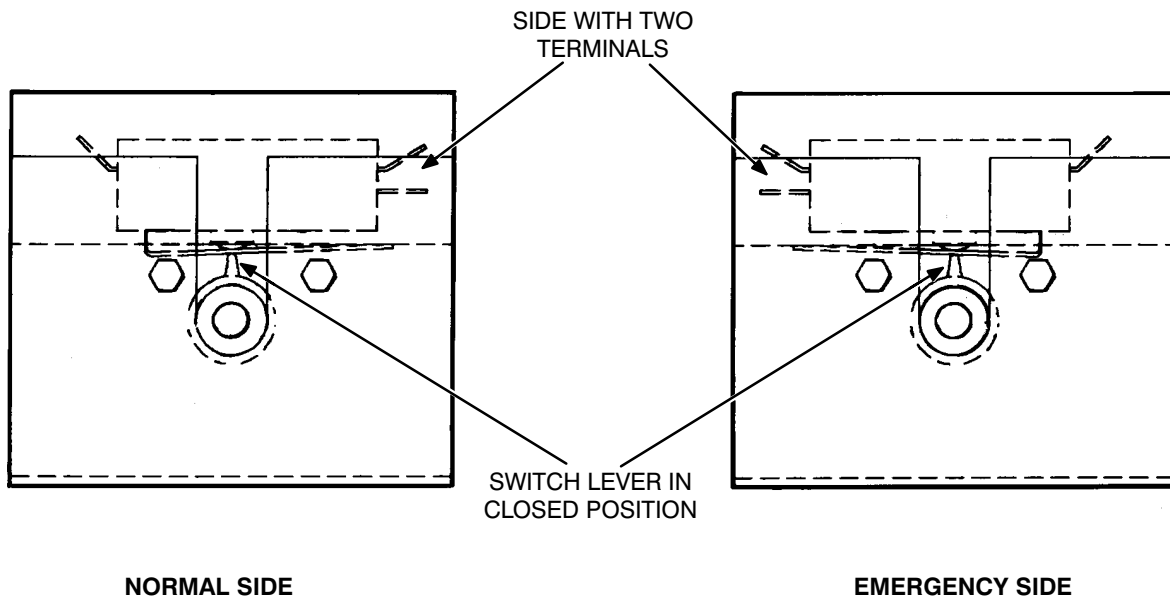 SIDE WITH TWO
TERMINALS
SWITCH LEVER IN
CLOSED POSITION
NORMAL SIDE
EMERGENCY SIDE